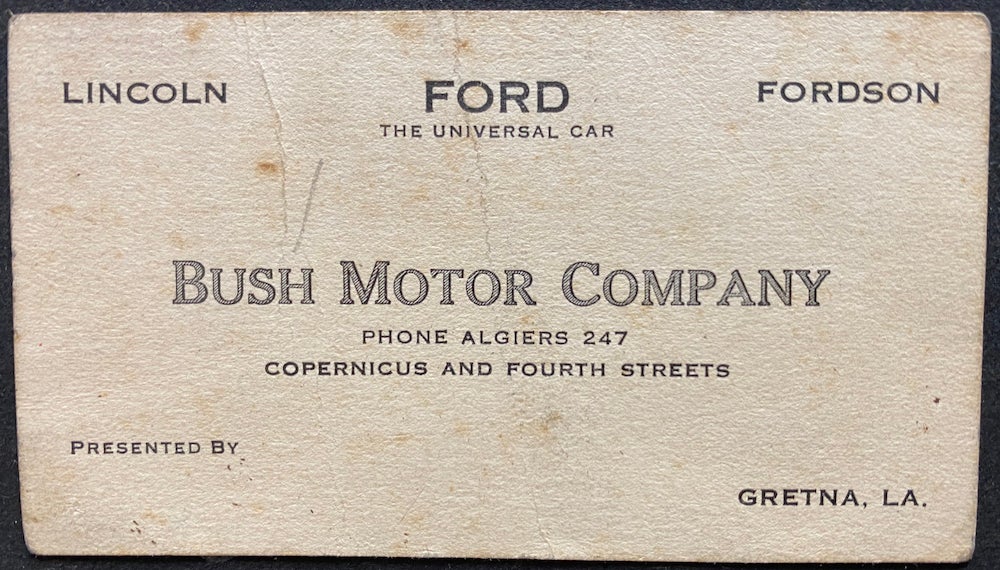 LINCOLN FORD FORDSON
THE UNIVERSAL CAR
BUSH MOTOR COMPANY
PHONE ALGIERS 247
COPERNICUS AND FOURTH STREETS
PRESENTED BY
GRETNA, LA.